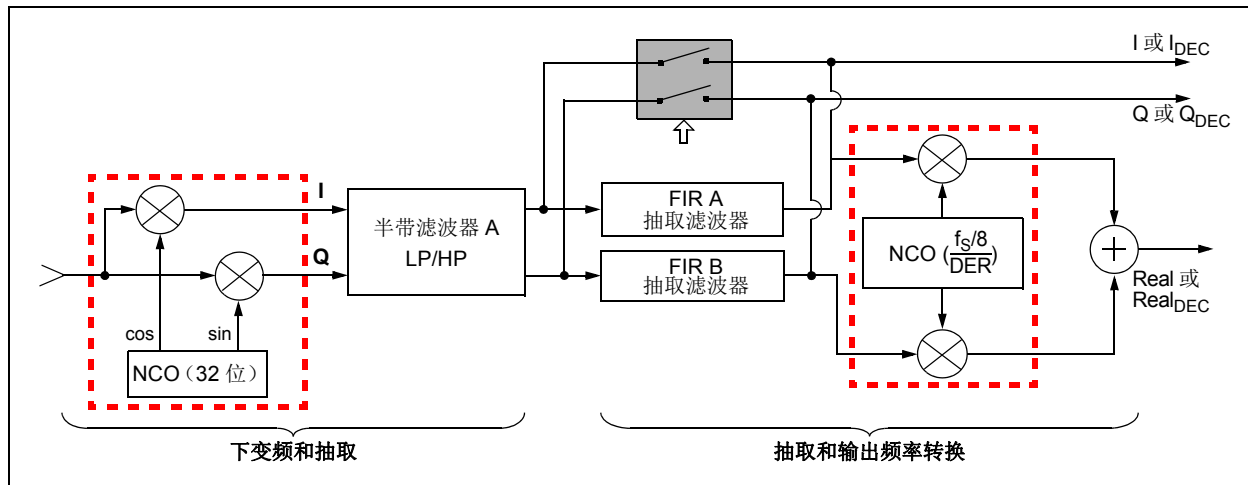 I 或 I_DEC
Q 或 Q_DEC
I
Q
cos
sin
NCO（32 位）
半带滤波器 A
LP/HP
FIR A
抽取滤波器
FIR B
抽取滤波器
NCO (f_S/8 / DER)
Real 或
Real_DEC
下变频和抽取
抽取和输出频率转换